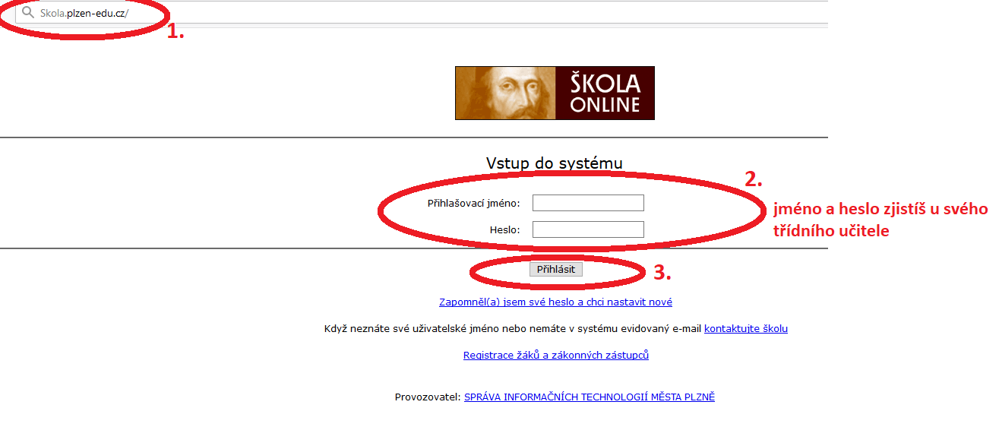 Skola.plzen-edu.cz/
1.
ŠKOLA
ONLINE
Vstup do systému
2.
Přihlašovací jméno:
jméno a heslo zjistíš u svého
třídního učitele
Heslo:
Přihlásit
3.
Zapomněl(a) jsem své heslo a chci nastavit nové
Když neznáte své uživatelské jméno nebo nemáte v systému evidovaný e-mail kontaktujte školu
Registrace žáků a zákonných zástupců
Provozovatel: SPRÁVA INFORMAČNÍCH TECHNOLOGIÍ MĚSTA PLZNĚ